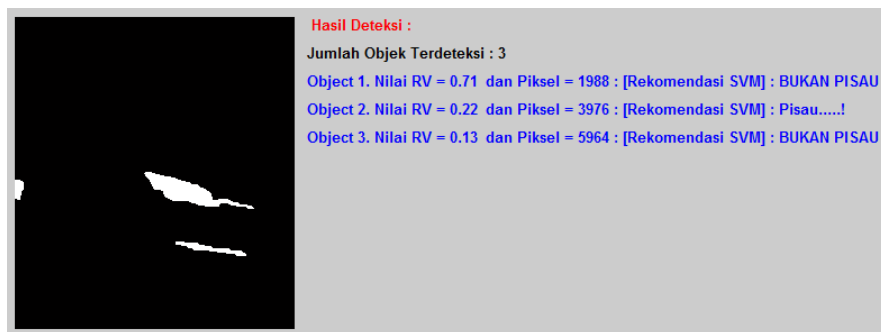 Hasil Deteksi :
Jumlah Objek Terdeteksi : 3
Object 1. Nilai RV = 0.71 dan Piksel = 1988 : [Rekomendasi SVM] : BUKAN PISAU
Object 2. Nilai RV = 0.22 dan Piksel = 3976 : [Rekomendasi SVM] : Pisau.....!
Object 3. Nilai RV = 0.13 dan Piksel = 5964 : [Rekomendasi SVM] : BUKAN PISAU